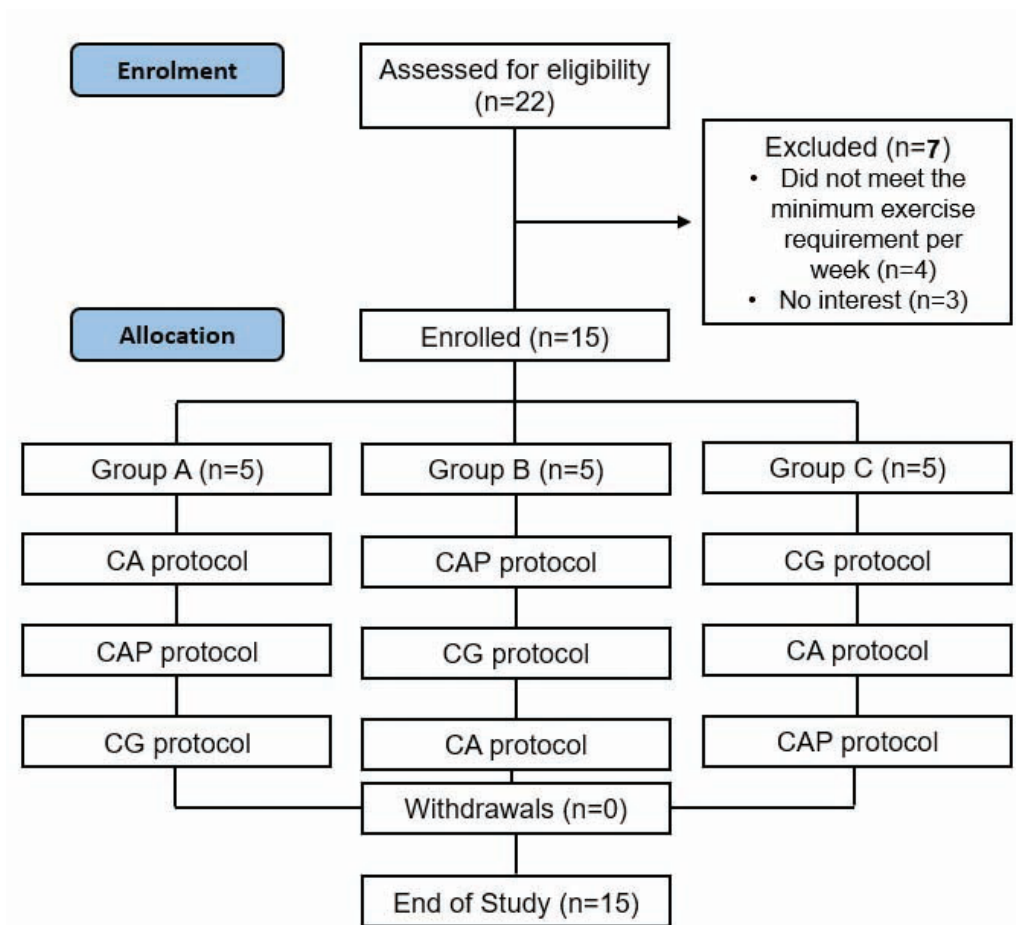 Enrolment
Assessed for eligibility
(n=22)
Excluded (n=7)
• Did not meet the
minimum exercise
requirement per
week (n=4)
• No interest (n=3)
Allocation
Enrolled (n=15)
Group A (n=5)
Group B (n=5)
Group C (n=5)
CA protocol
CAP protocol
CG protocol
CAP protocol
CG protocol
CA protocol
CG protocol
CA protocol
CAP protocol
Withdrawals (n=0)
End of Study (n=15)